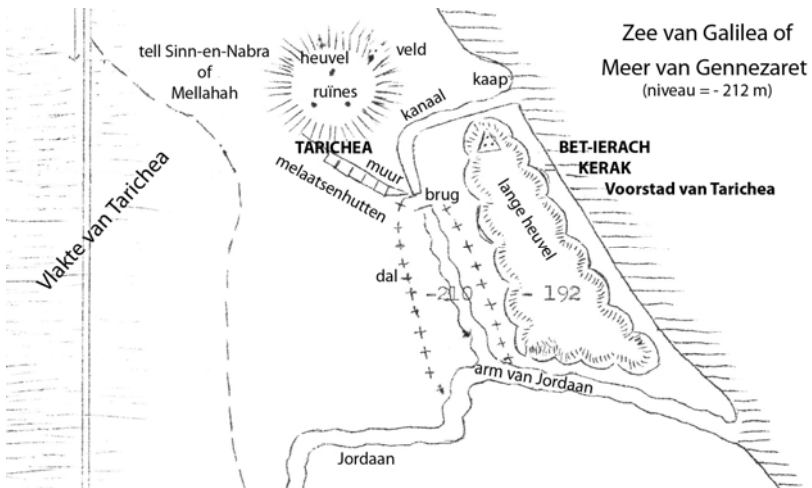 Zee van Galilea of
Meer van Gennezaret
(niveau = - 212 m)
tell Sinn-en-Nabra
of
Mellahah
heuvel
veld
ruïnes
kaap
kanaal
TARICHEA
muur
melaatsenhutten
brug
BET-IERACH
KERAK
Voorstad van Tarichea
lange heuvel
Vlakte van Tarichea
dal
-210
- 192
arm van Jordaan
Jordaan